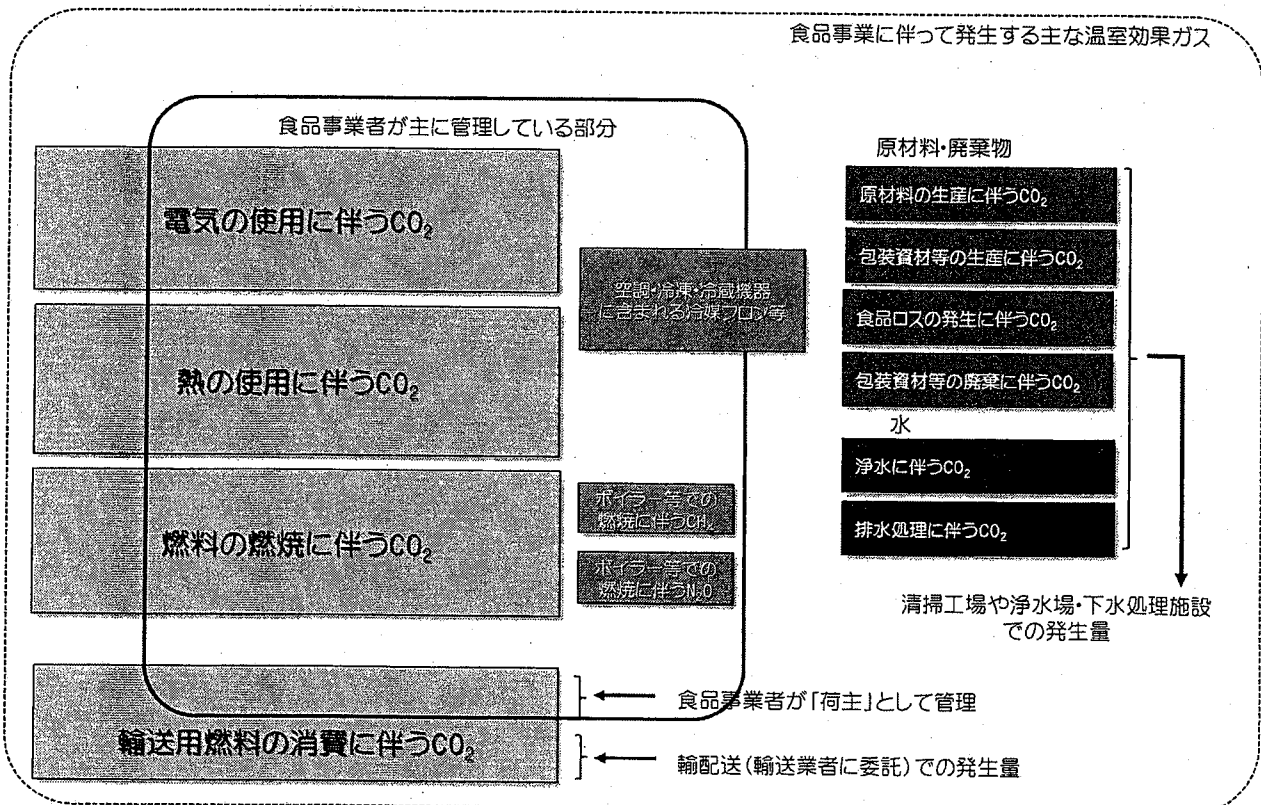 食品事業に伴って発生する主な温室効果ガス
食品事業者が主に管理している部分
電気の使用に伴うCO₂
熱の使用に伴うCO₂
燃料の燃焼に伴うCO₂
輸送用燃料の消費に伴うCO₂
空調・冷凍・冷蔵機器
に含まれる冷媒フロン等
ボイラー等での
燃焼に伴うCH₄
ボイラー等での
燃焼に伴うN₂O
原材料・廃棄物
原材料の生産に伴うCO₂
包装資材等の生産に伴うCO₂
食品ロスの発生に伴うCO₂
包装資材等の廃棄に伴うCO₂
水
浄水に伴うCO₂
排水処理に伴うCO₂
清掃工場や浄水場・下水処理施設
での発生量
食品事業者が「荷主」として管理
輸配送(輸送業者に委託)での発生量